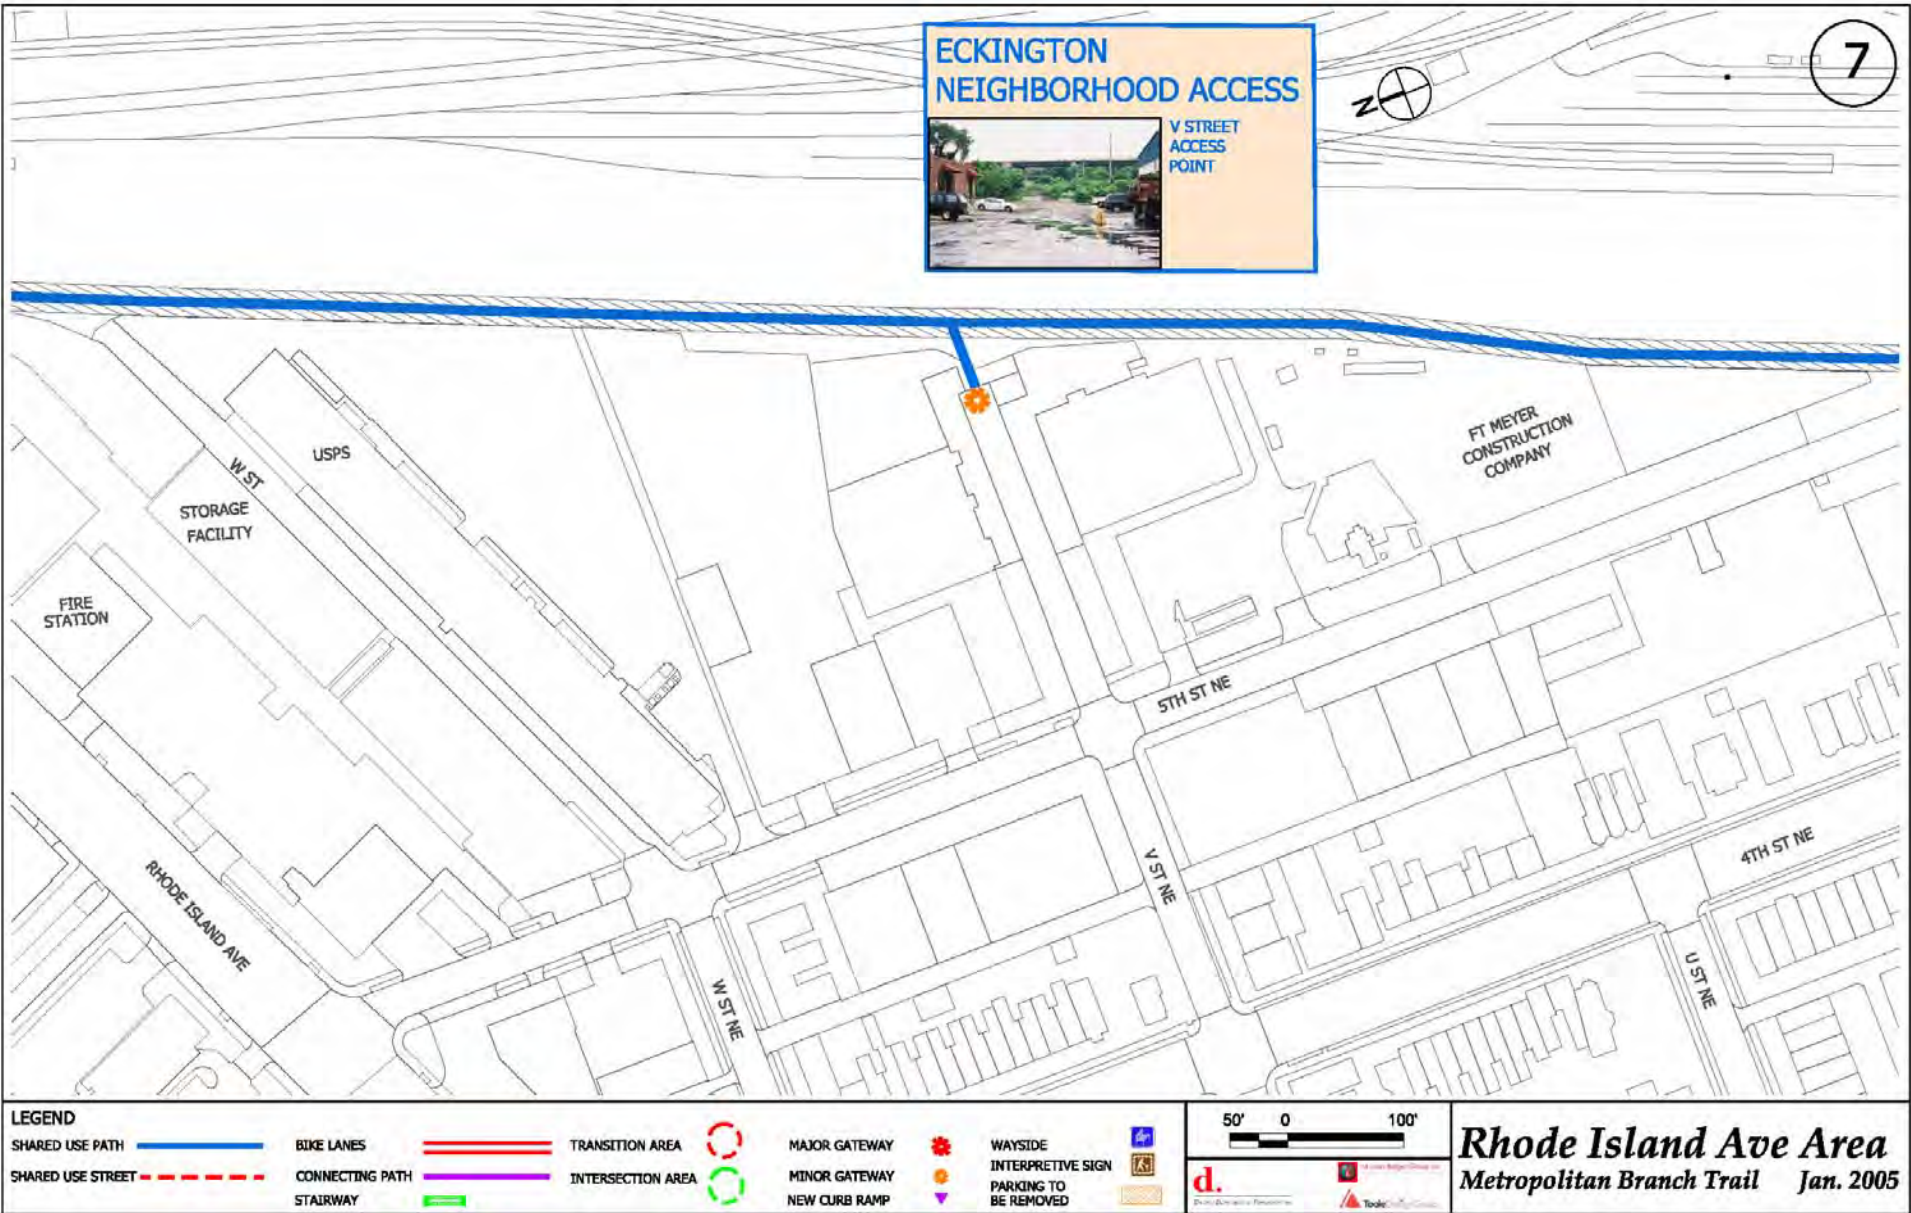 ECKINGTON
NEIGHBORHOOD ACCESS
V STREET
ACCESS
POINT
N
7
USPS
W ST
STORAGE
FACILITY
FIRE
STATION
FT MEYER
CONSTRUCTION
COMPANY
5TH ST NE
V ST NE
4TH ST NE
RHODE ISLAND AVE
W ST NE
U ST NE
LEGEND
SHARED USE PATH
SHARED USE STREET
BIKE LANES
CONNECTING PATH
STAIRWAY
TRANSITION AREA
INTERSECTION AREA
MAJOR GATEWAY
MINOR GATEWAY
NEW CURB RAMP
WAYSIDE
INTERPRETIVE SIGN
PARKING TO
BE REMOVED
50' 0 100'
d.
Rhode Island Ave Area
Metropolitan Branch Trail Jan. 2005